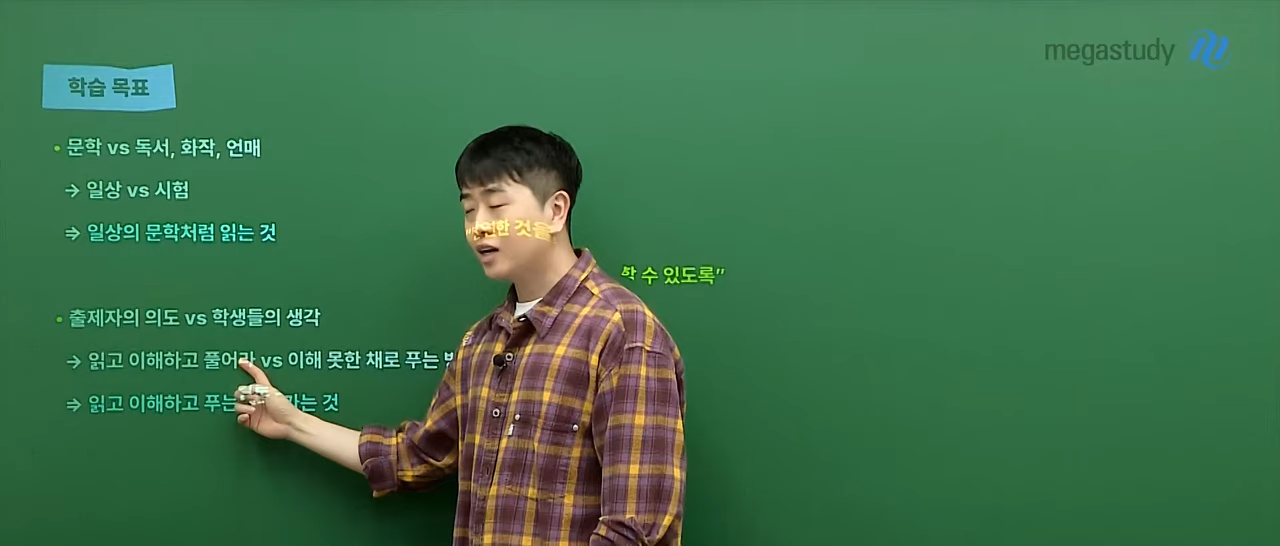 megastudy
학습 목표
• 문학 vs 독서, 화작, 언매
→ 일상 vs 시험
→ 일상의 문학처럼 읽는 것
한 것을
수 있도록”
• 출제자의 의도 vs 학생들의 생각
→ 읽고 이해하고 풀어라 vs 이해 못한 채로 푸는
→ 읽고 이해하고 푸는 것